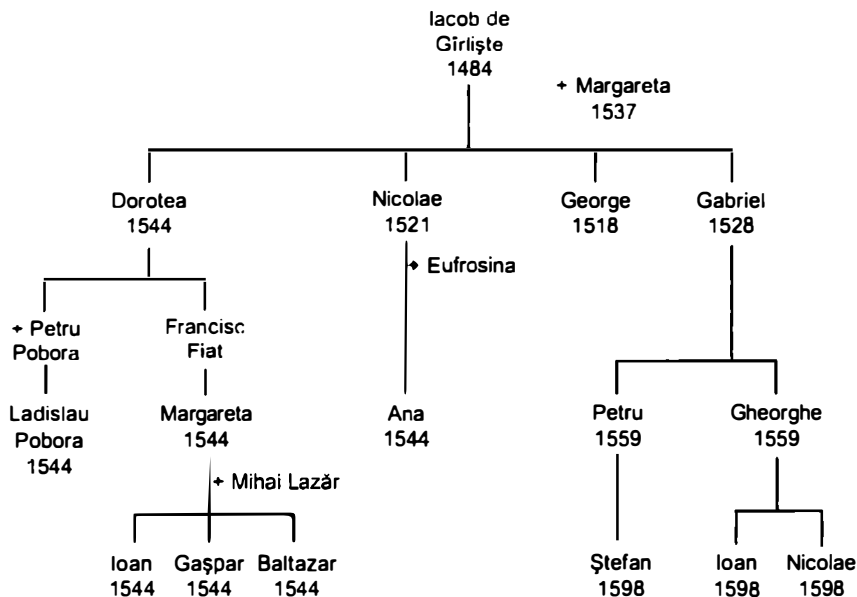 Iacob de
Gîrlişte
1484
+ Margareta
1537
Dorotea
1544
Nicolae
1521
George
1518
Gabriel
1528
+ Eufrosina
+ Petru
Pobora
Francisc
Fiat
Ladislau
Pobora
1544
Margareta
1544
Ana
1544
Petru
1559
Gheorghe
1559
+ Mihai Lazăr
Ioan
1544
Gaşpar
1544
Baltazar
1544
Ştefan
1598
Ioan
1598
Nicolae
1598